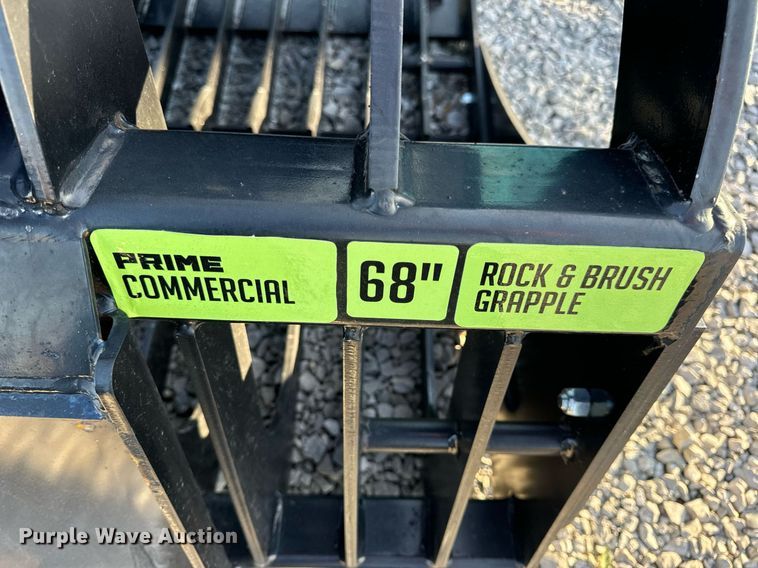 PRIME
COMMERCIAL
68"
ROCK & BRUSH
GRAPPLE
Purple Wave Auction